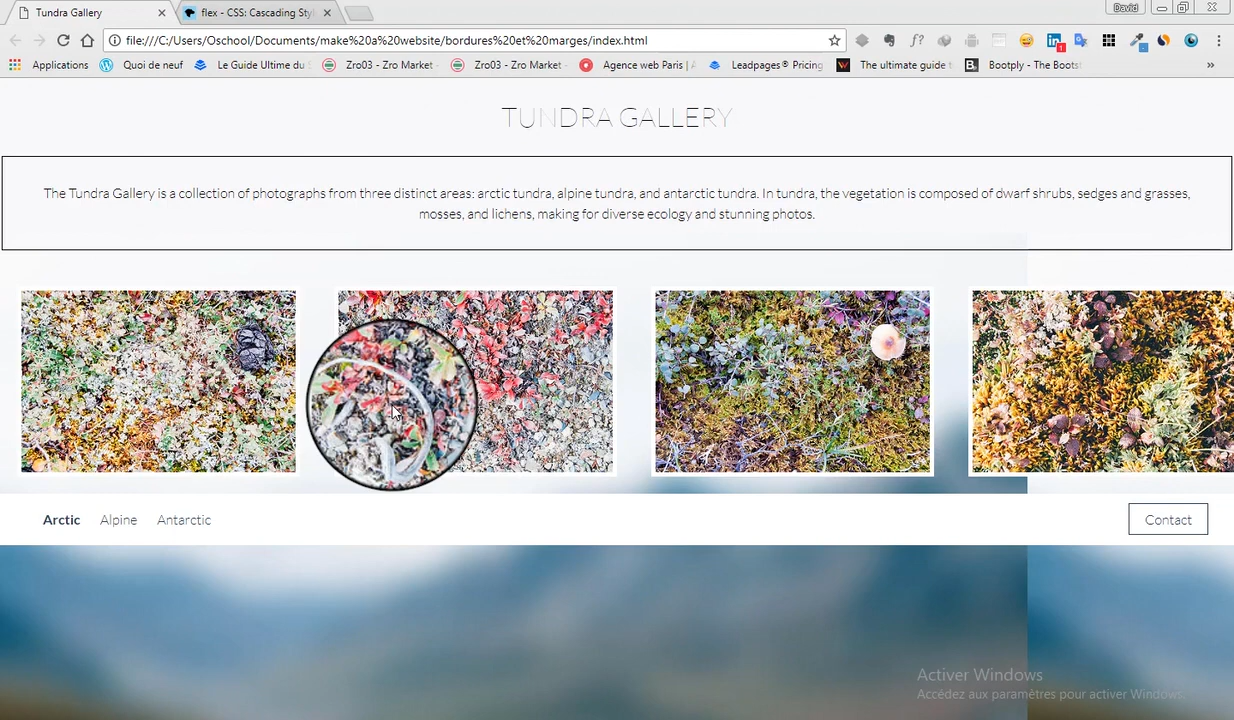 Tundra Gallery
flex - CSS: Cascading Sty
David
file:///C:/Users/Oschool/Documents/make%20a%20website/bordures%20et%20marges/index.html
Applications Quoi de neuf Le Guide Ultime du Zro03 - Zro Market Zro03 - Zro Market Agence web Paris | Leadpages® Pricing The ultimate guide Bootply - The Boots »
TUNDRA GALLERY
The Tundra Gallery is a collection of photographs from three distinct areas: arctic tundra, alpine tundra, and antarctic tundra. In tundra, the vegetation is composed of dwarf shrubs, sedges and grasses,
mosses, and lichens, making for diverse ecology and stunning photos.
Arctic Alpine Antarctic Contact
Activer Windows
Accédez aux paramètres pour activer Windows.